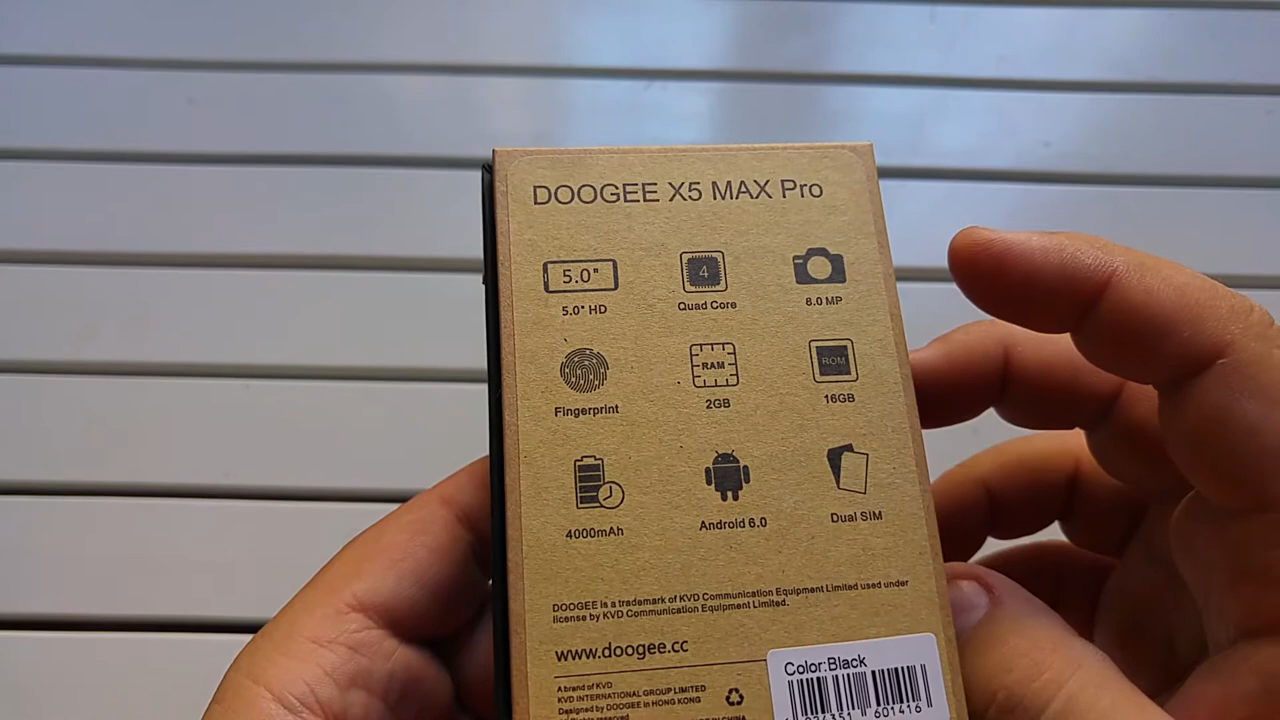 DOOGEE X5 MAX Pro
5.0"
4
5.0" HD
Quad Core
8.0 MP
RAM
ROM
Fingerprint
2GB
16GB
4000mAh
Android 6.0
Dual SIM
DOOGEE is a trademark of KVD Communication Equipment Limited used under
license by KVD Communication Equipment Limited.
www.doogee.cc
Color:Black
A brand of KVD
KVD INTERNATIONAL GROUP LIMITED
Designed by DOOGEE in HONG KONG
601416